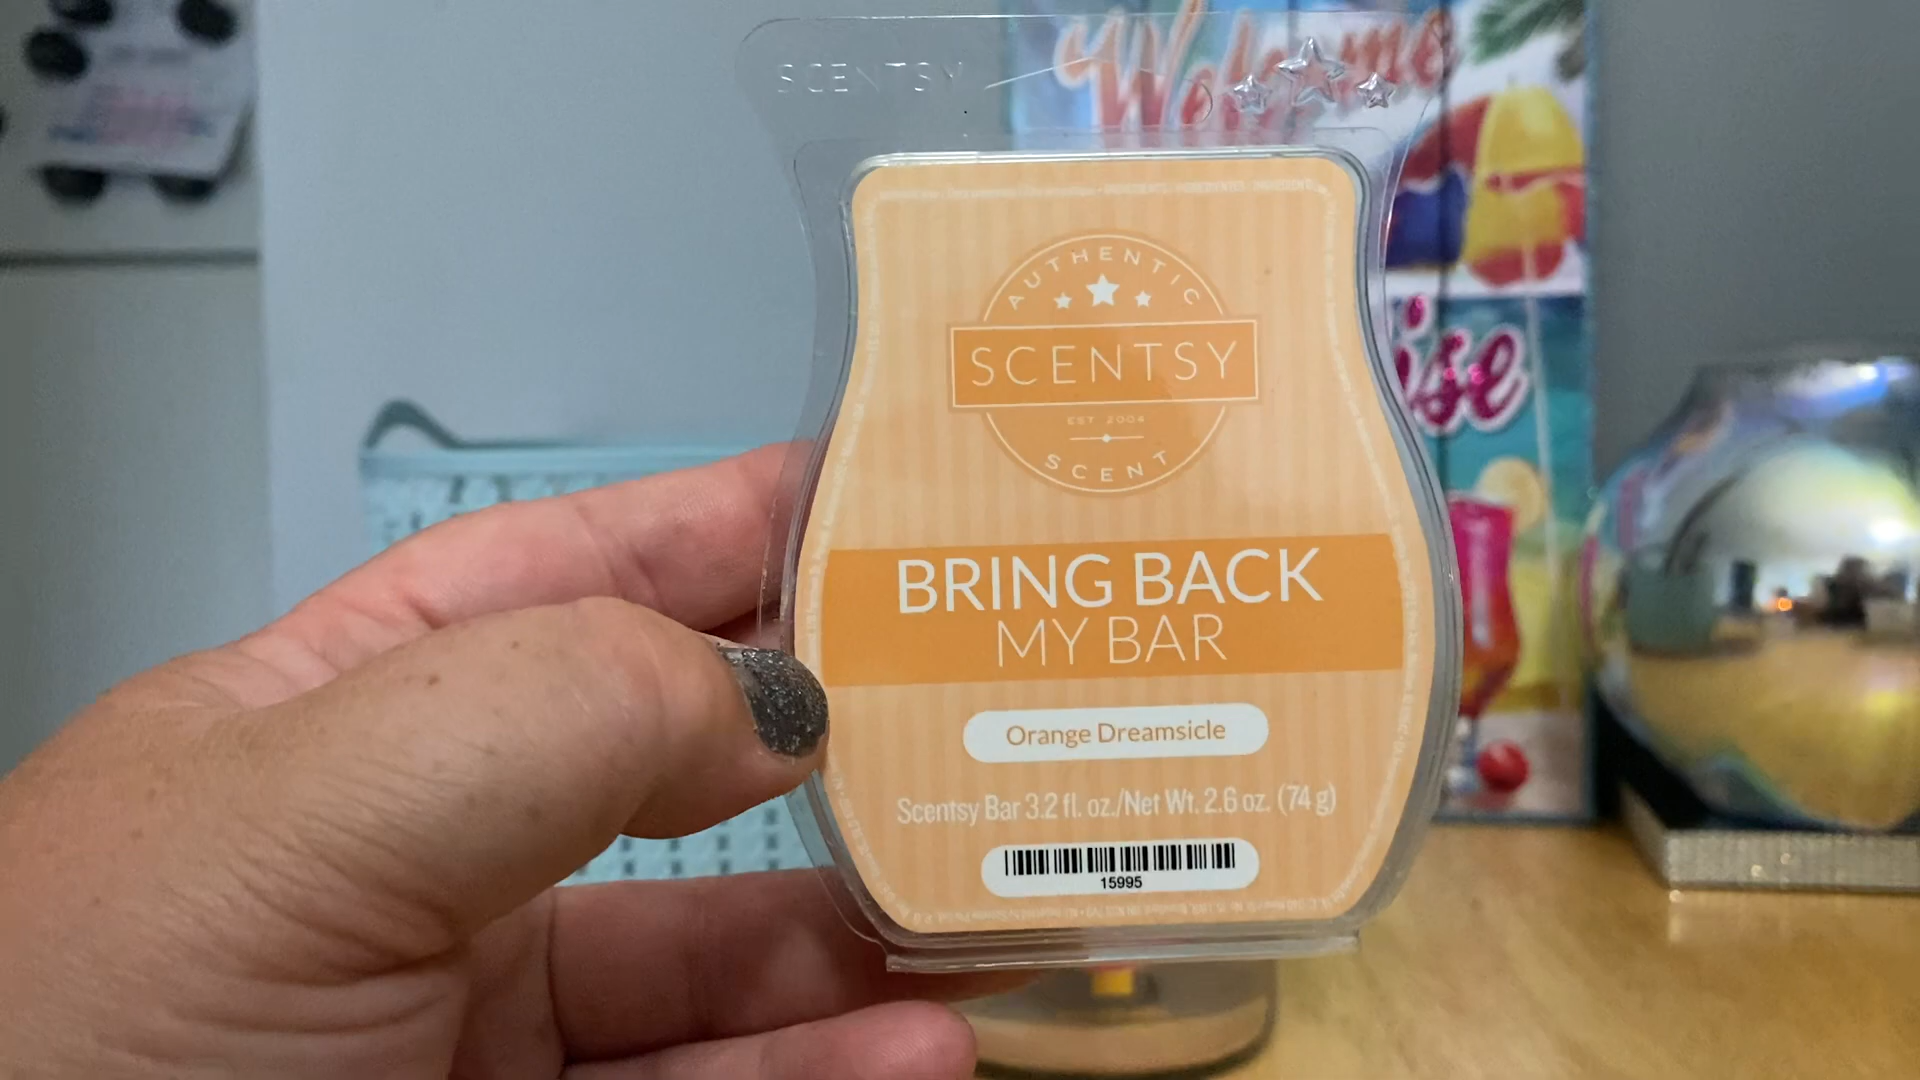 SCENTSY
Welcome
AUTHENTIC
SCENTSY
EST 2004
SCENT
BRING BACK
MY BAR
Orange Dreamsicle
Scentsy Bar 3.2 fl. oz./Net Wt. 2.6 oz. (74 g)
15995